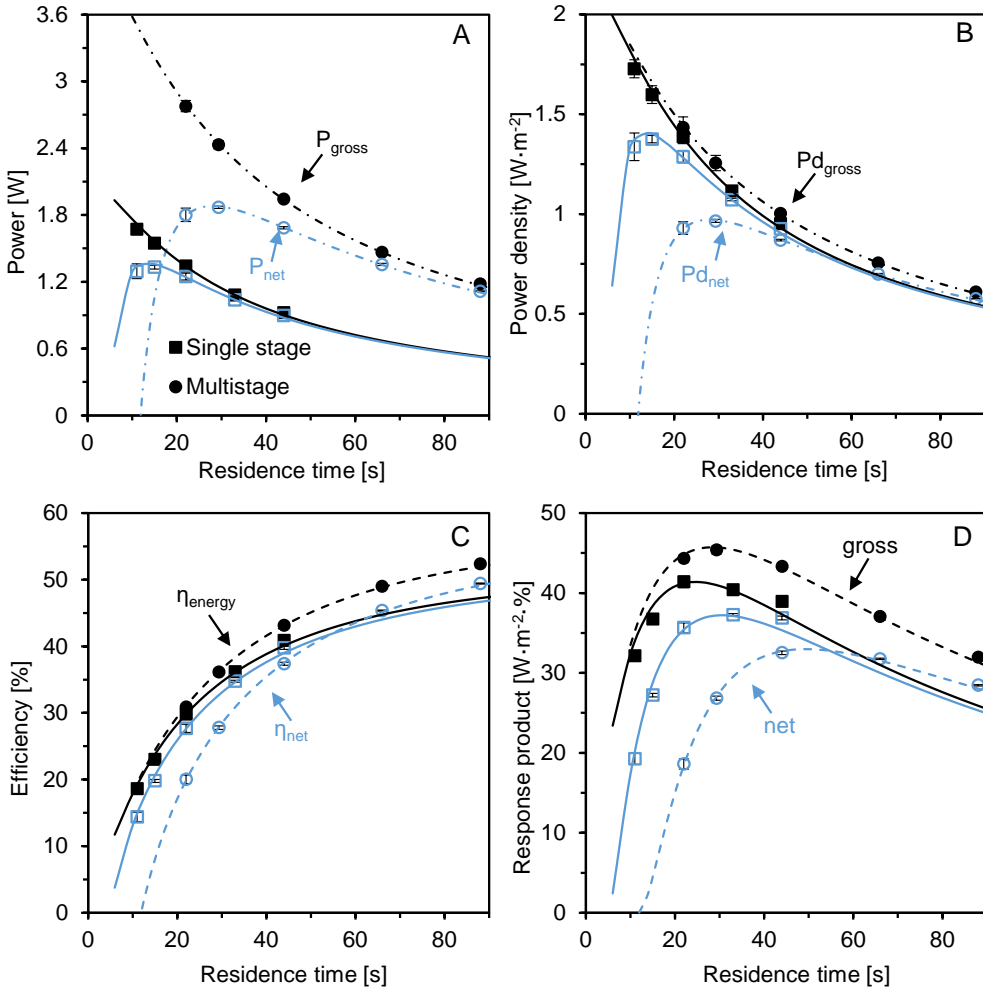 A
3.6
3
2.4
1.8
1.2
0.6
0
Power [W]
P_gross
P_net
Single stage
Multistage
0 20 40 60 80
Residence time [s]
B
2
1.5
1
0.5
0
Power density [W·m⁻²]
Pd_gross
Pd_net
0 20 40 60 80
Residence time [s]
C
60
50
40
30
20
10
0
Efficiency [%]
η_energy
η_net
0 20 40 60 80
Residence time [s]
D
50
40
30
20
10
0
Response product [W·m⁻²·%]
gross
net
0 20 40 60 80
Residence time [s]